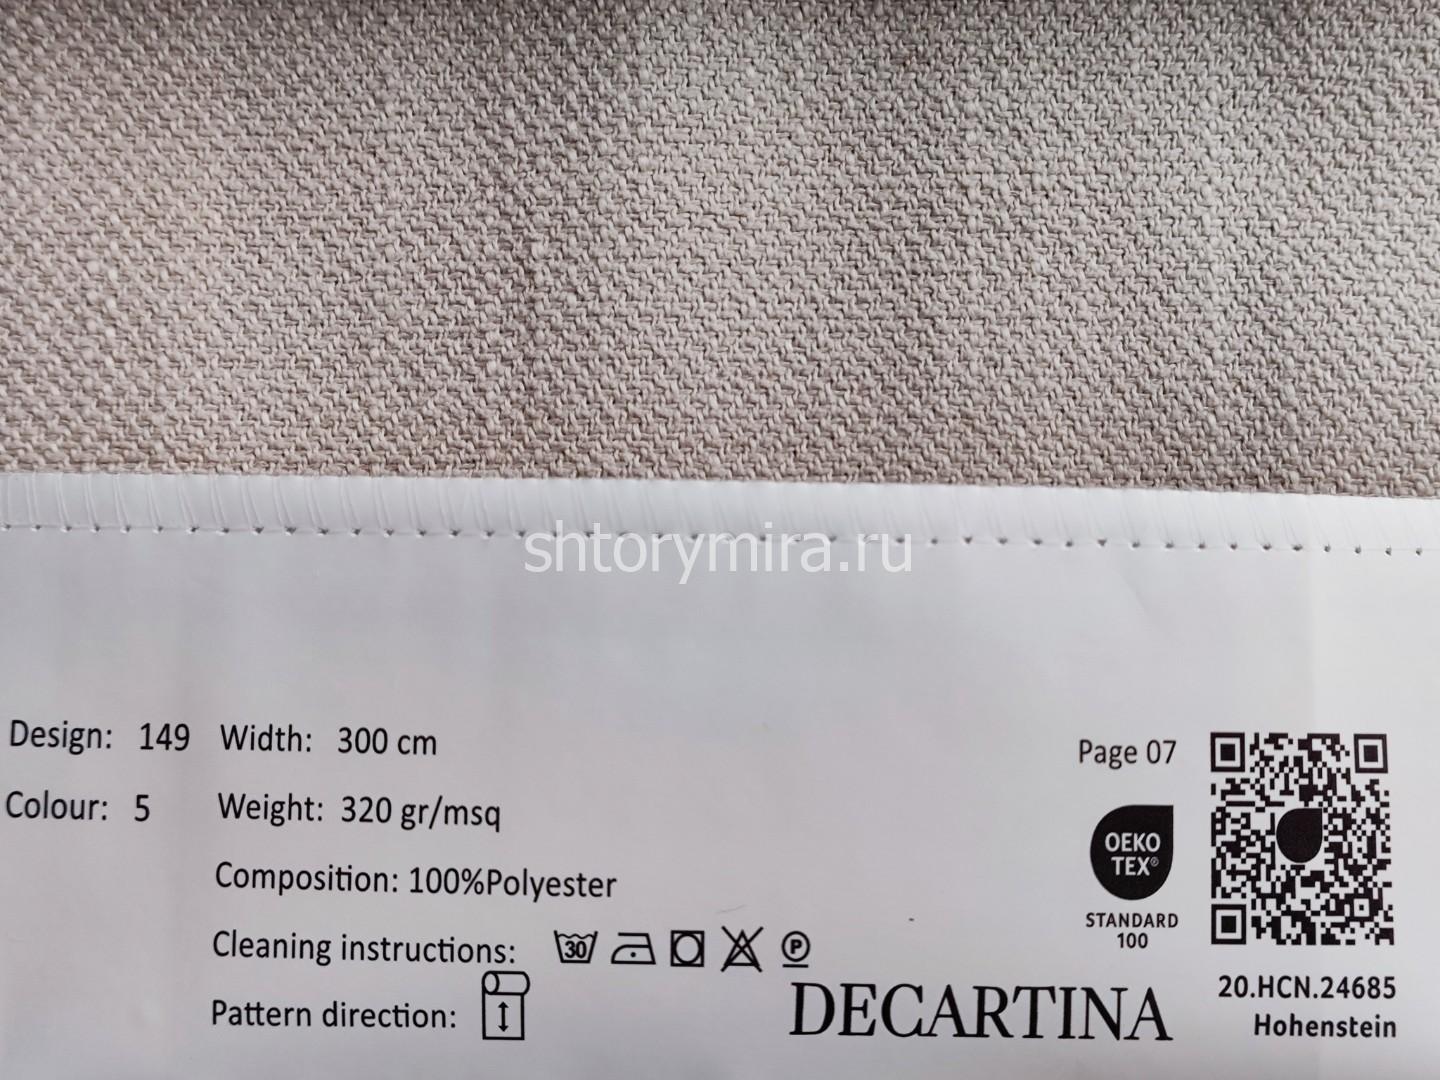 shtorymira.ru
Design: 149 Width: 300 cm
Colour: 5 Weight: 320 gr/msq
Composition: 100%Polyester
Cleaning instructions: 30 P
Pattern direction:
Page 07
OEKO
TEX®
STANDARD
100
DECARTINA
20.HCN.24685
Hohenstein